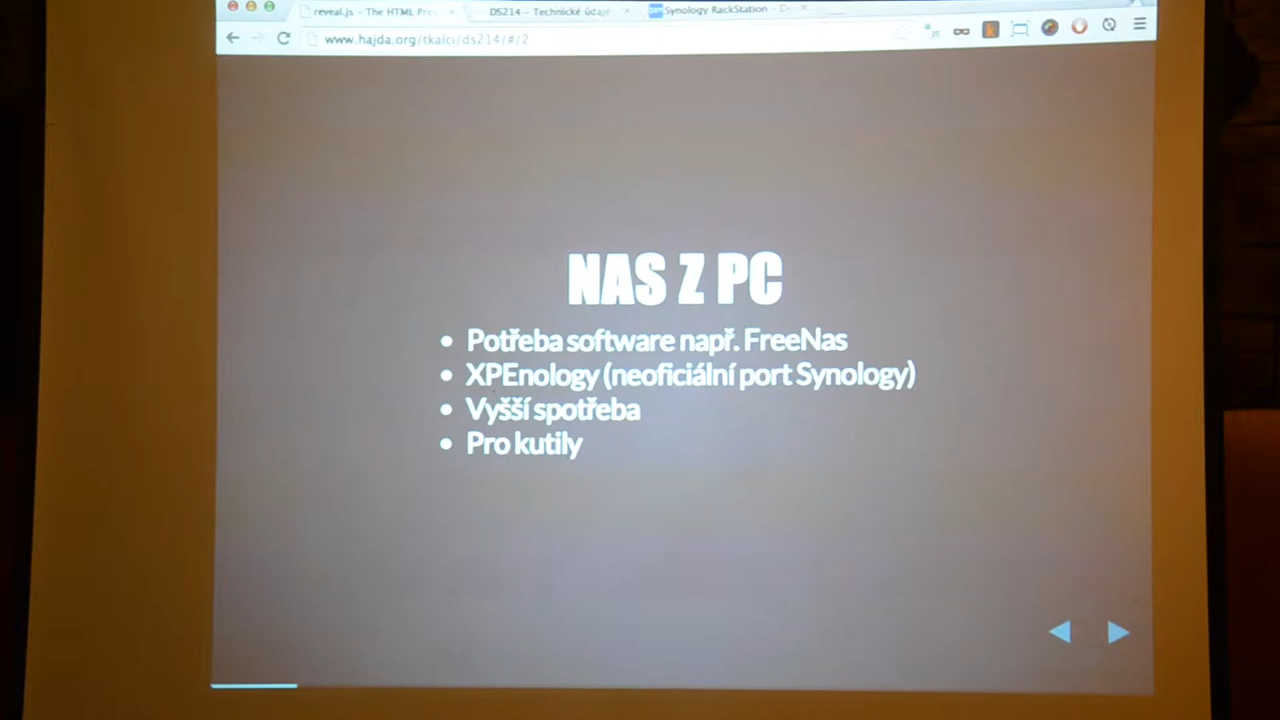 reveal.js - The HTML Pres
DS214 - Technické údaje
Synology RackStation - D
www.hajda.org/tkalci/ds214/#/2
NAS Z PC
Potřeba software např. FreeNas
XPEnology (neoficiální port Synology)
Vyšší spotřeba
Pro kutily